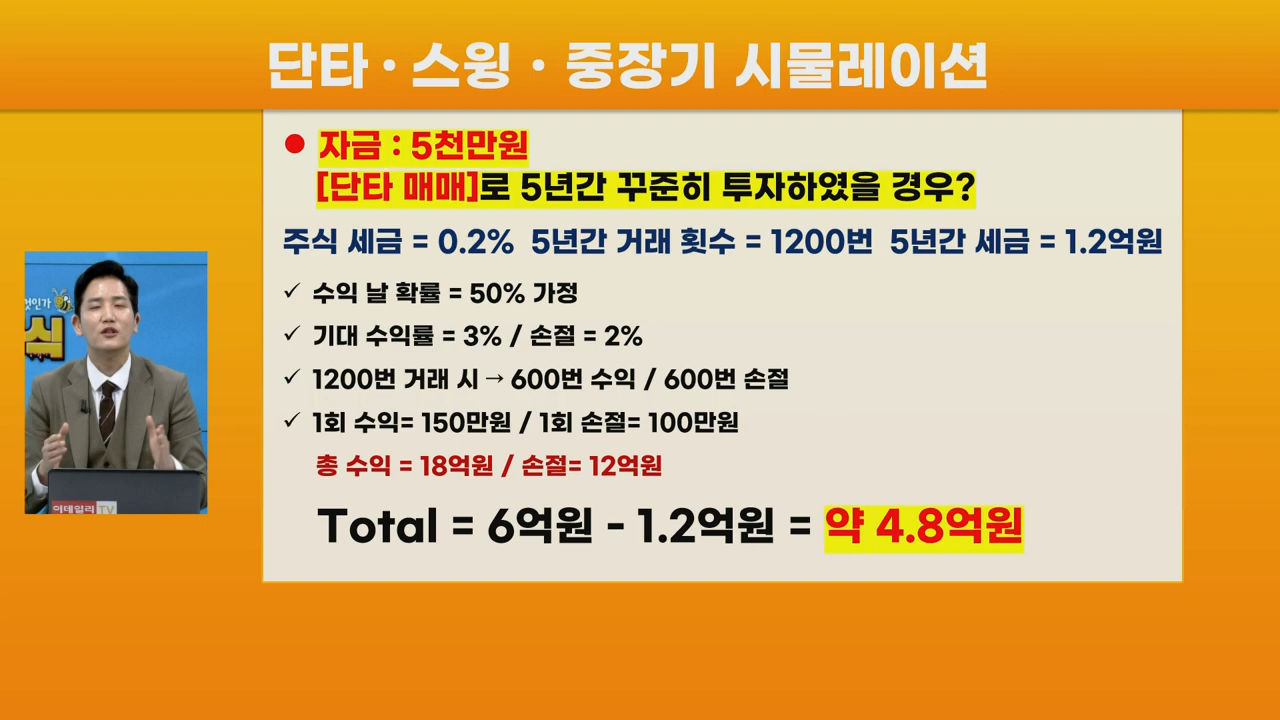 단타 · 스윙 · 중장기 시뮬레이션
● 자금 : 5천만원
[단타 매매]로 5년간 꾸준히 투자하였을 경우?
주식 세금 = 0.2% 5년간 거래 횟수 = 1200번 5년간 세금 = 1.2억원
✓ 수익 날 확률 = 50% 가정
✓ 기대 수익률 = 3% / 손절 = 2%
✓ 1200번 거래 시 → 600번 수익 / 600번 손절
✓ 1회 수익= 150만원 / 1회 손절= 100만원
총 수익 = 18억원 / 손절= 12억원
Total = 6억원 - 1.2억원 = 약 4.8억원
엇인가
식
이데일리 TV